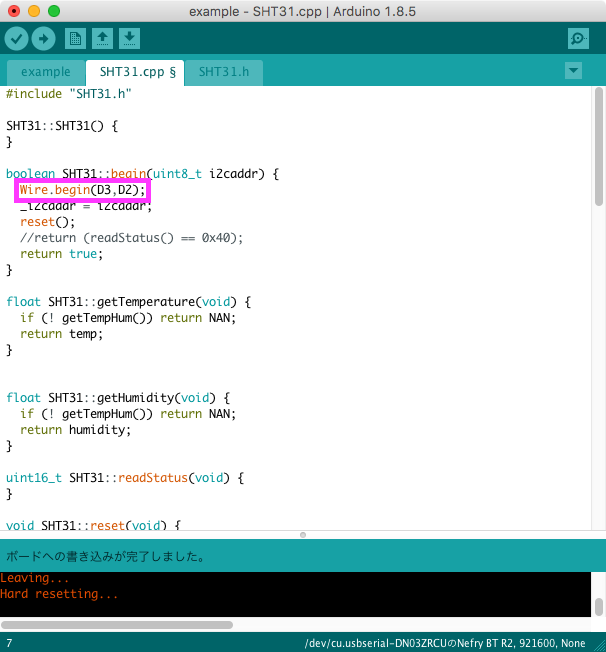 example - SHT31.cpp | Arduino 1.8.5
example SHT31.cpp § SHT31.h
#include "SHT31.h"
SHT31::SHT31() {
}
boolean SHT31::begin(uint8_t i2caddr) {
Wire.begin(D3,D2);
_i2caddr = i2caddr;
reset();
//return (readStatus() == 0x40);
return true;
}
float SHT31::getTemperature(void) {
if (! getTempHum()) return NAN;
return temp;
}
float SHT31::getHumidity(void) {
if (! getTempHum()) return NAN;
return humidity;
}
uint16_t SHT31::readStatus(void) {
}
void SHT31::reset(void) {
ボードへの書き込みが完了しました。
Leaving...
Hard resetting...
7 /dev/cu.usbserial-DN03ZRCUのNefry BT R2, 921600, None